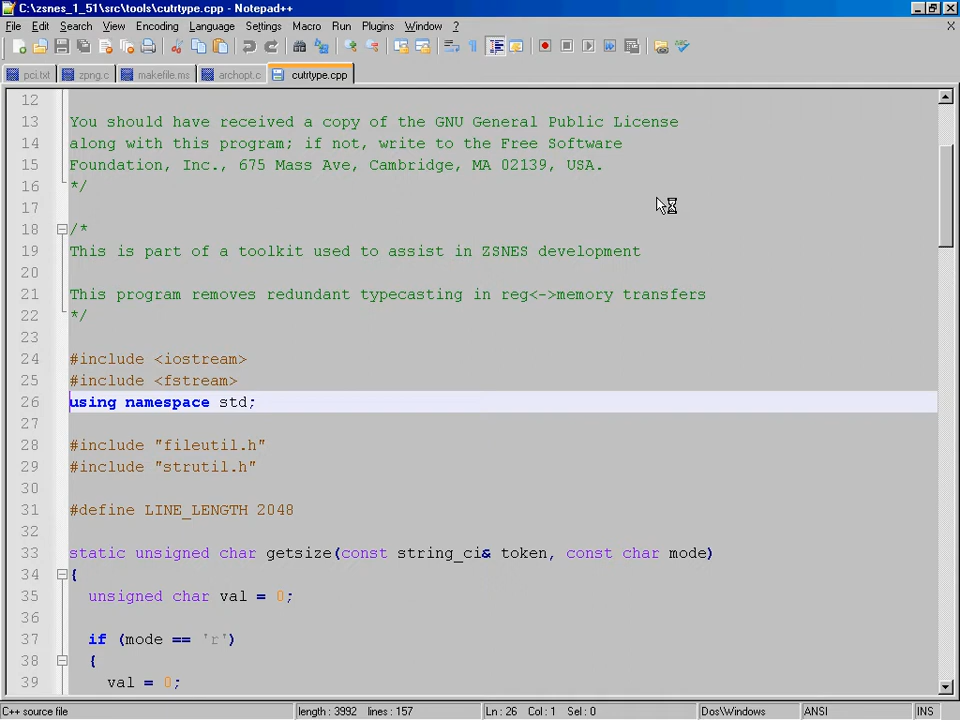 C:\zsnes_1_51\src\tools\cutrtype.cpp - Notepad++
File Edit Search View Encoding Language Settings Macro Run Plugins Window ? X
pci.txt zpng.c makefile.ms archopt.c cutrtype.cpp
12
13 You should have received a copy of the GNU General Public License
14 along with this program; if not, write to the Free Software
15 Foundation, Inc., 675 Mass Ave, Cambridge, MA 02139, USA.
16 */
17
18 /*
19 This is part of a toolkit used to assist in ZSNES development
20
21 This program removes redundant typecasting in reg<->memory transfers
22 */
23
24 #include <iostream>
25 #include <fstream>
26 using namespace std;
27
28 #include "fileutil.h"
29 #include "strutil.h"
30
31 #define LINE_LENGTH 2048
32
33 static unsigned char getsize(const string_ci& token, const char mode)
34 {
35 unsigned char val = 0;
36
37 if (mode == 'r')
38 {
39 val = 0;
C++ source file length : 3992 lines : 157 Ln : 26 Col : 1 Sel : 0 Dos\Windows ANSI INS